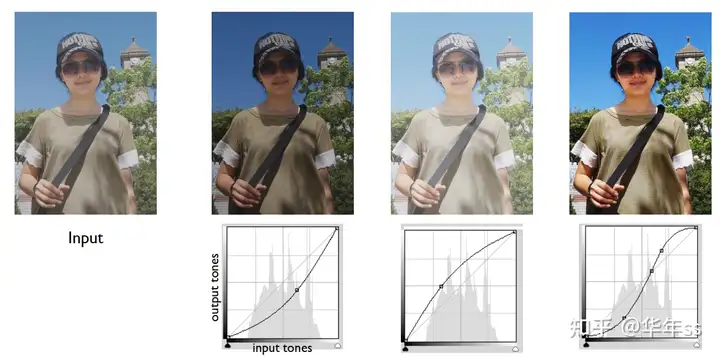 Input
output tones
input tones
知乎 @华年ss